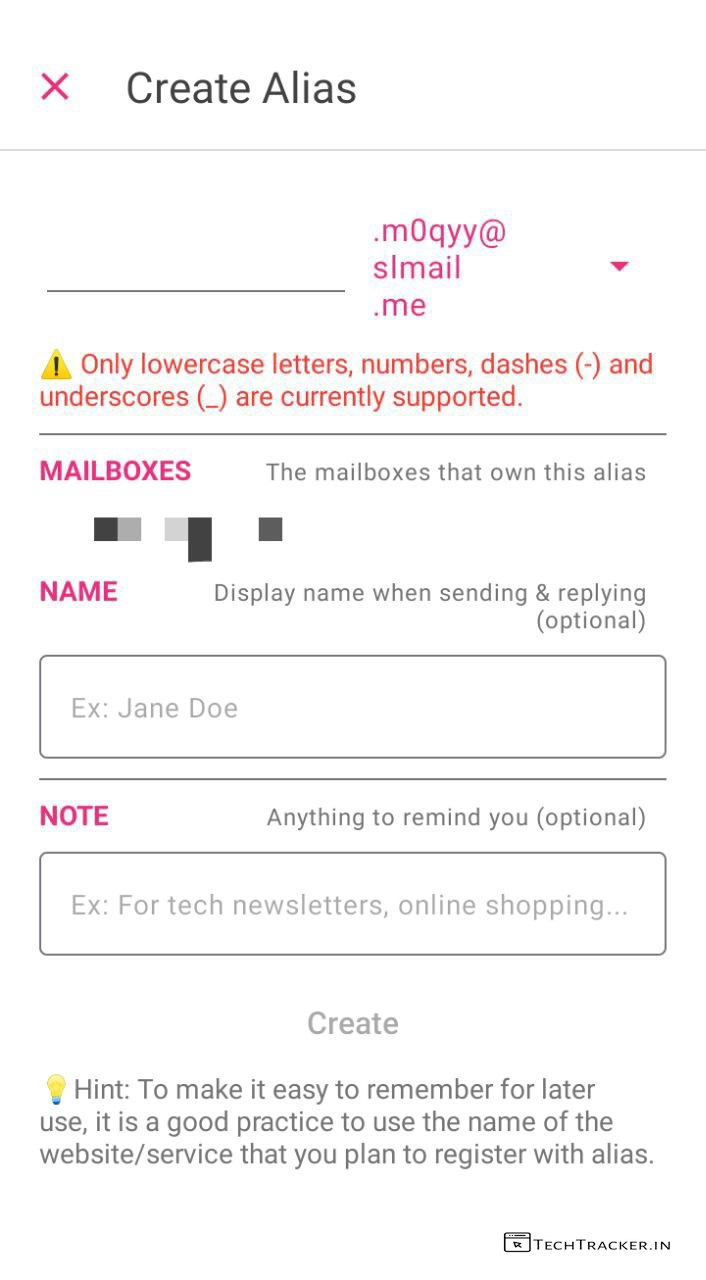 Create Alias
.m0qyy@
slmail
.me
⚠️ Only lowercase letters, numbers, dashes (-) and
underscores (_) are currently supported.
MAILBOXES The mailboxes that own this alias
NAME Display name when sending & replying
(optional)
Ex: Jane Doe
NOTE Anything to remind you (optional)
Ex: For tech newsletters, online shopping...
Create
💡Hint: To make it easy to remember for later
use, it is a good practice to use the name of the
website/service that you plan to register with alias.
TECHTRACKER.IN